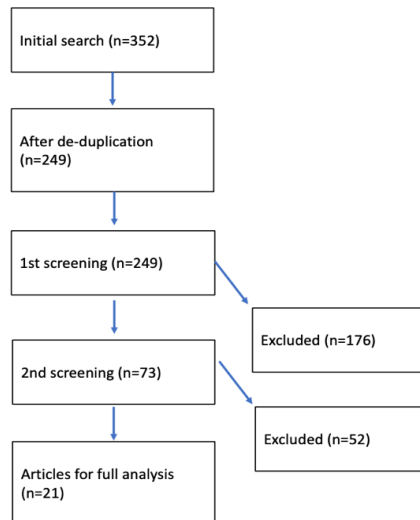 Initial search (n=352)
After de-duplication
(n=249)
1st screening (n=249)
Excluded (n=176)
2nd screening (n=73)
Excluded (n=52)
Articles for full analysis
(n=21)